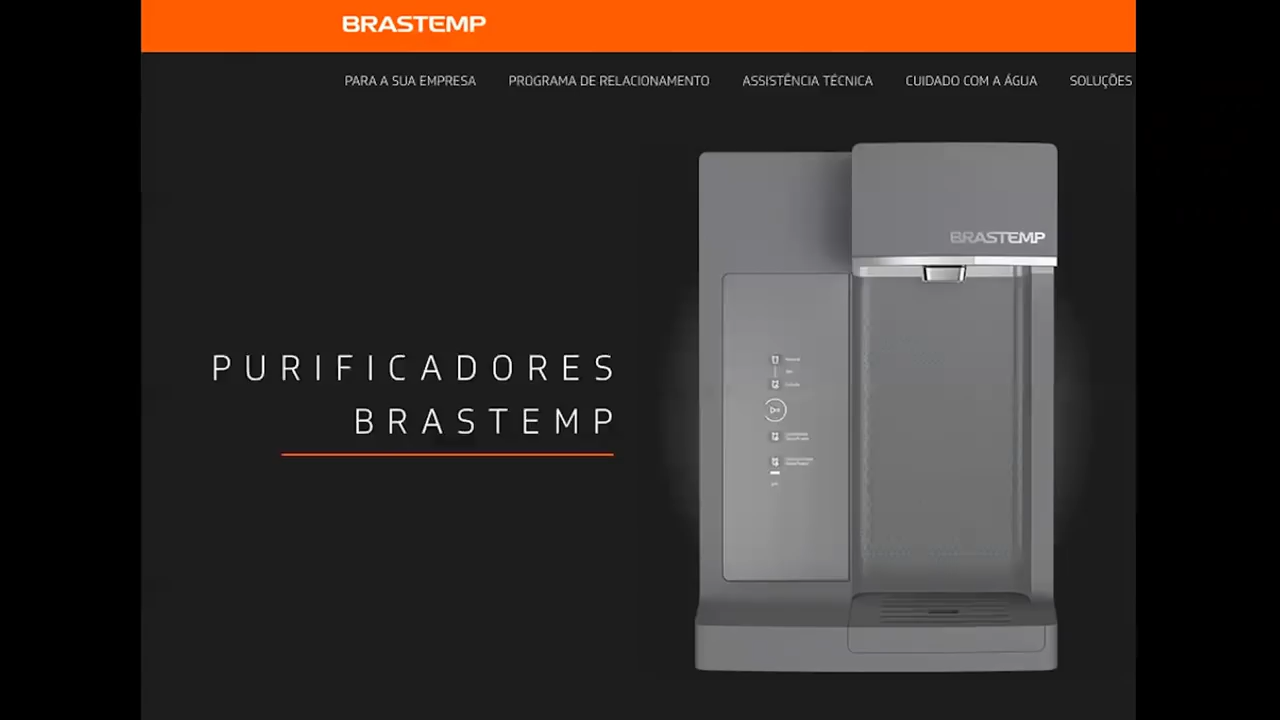 BRASTEMP
PARA A SUA EMPRESA PROGRAMA DE RELACIONAMENTO ASSISTÊNCIA TÉCNICA CUIDADO COM A ÁGUA SOLUÇÕES
BRASTEMP
PURIFICADORES
BRASTEMP